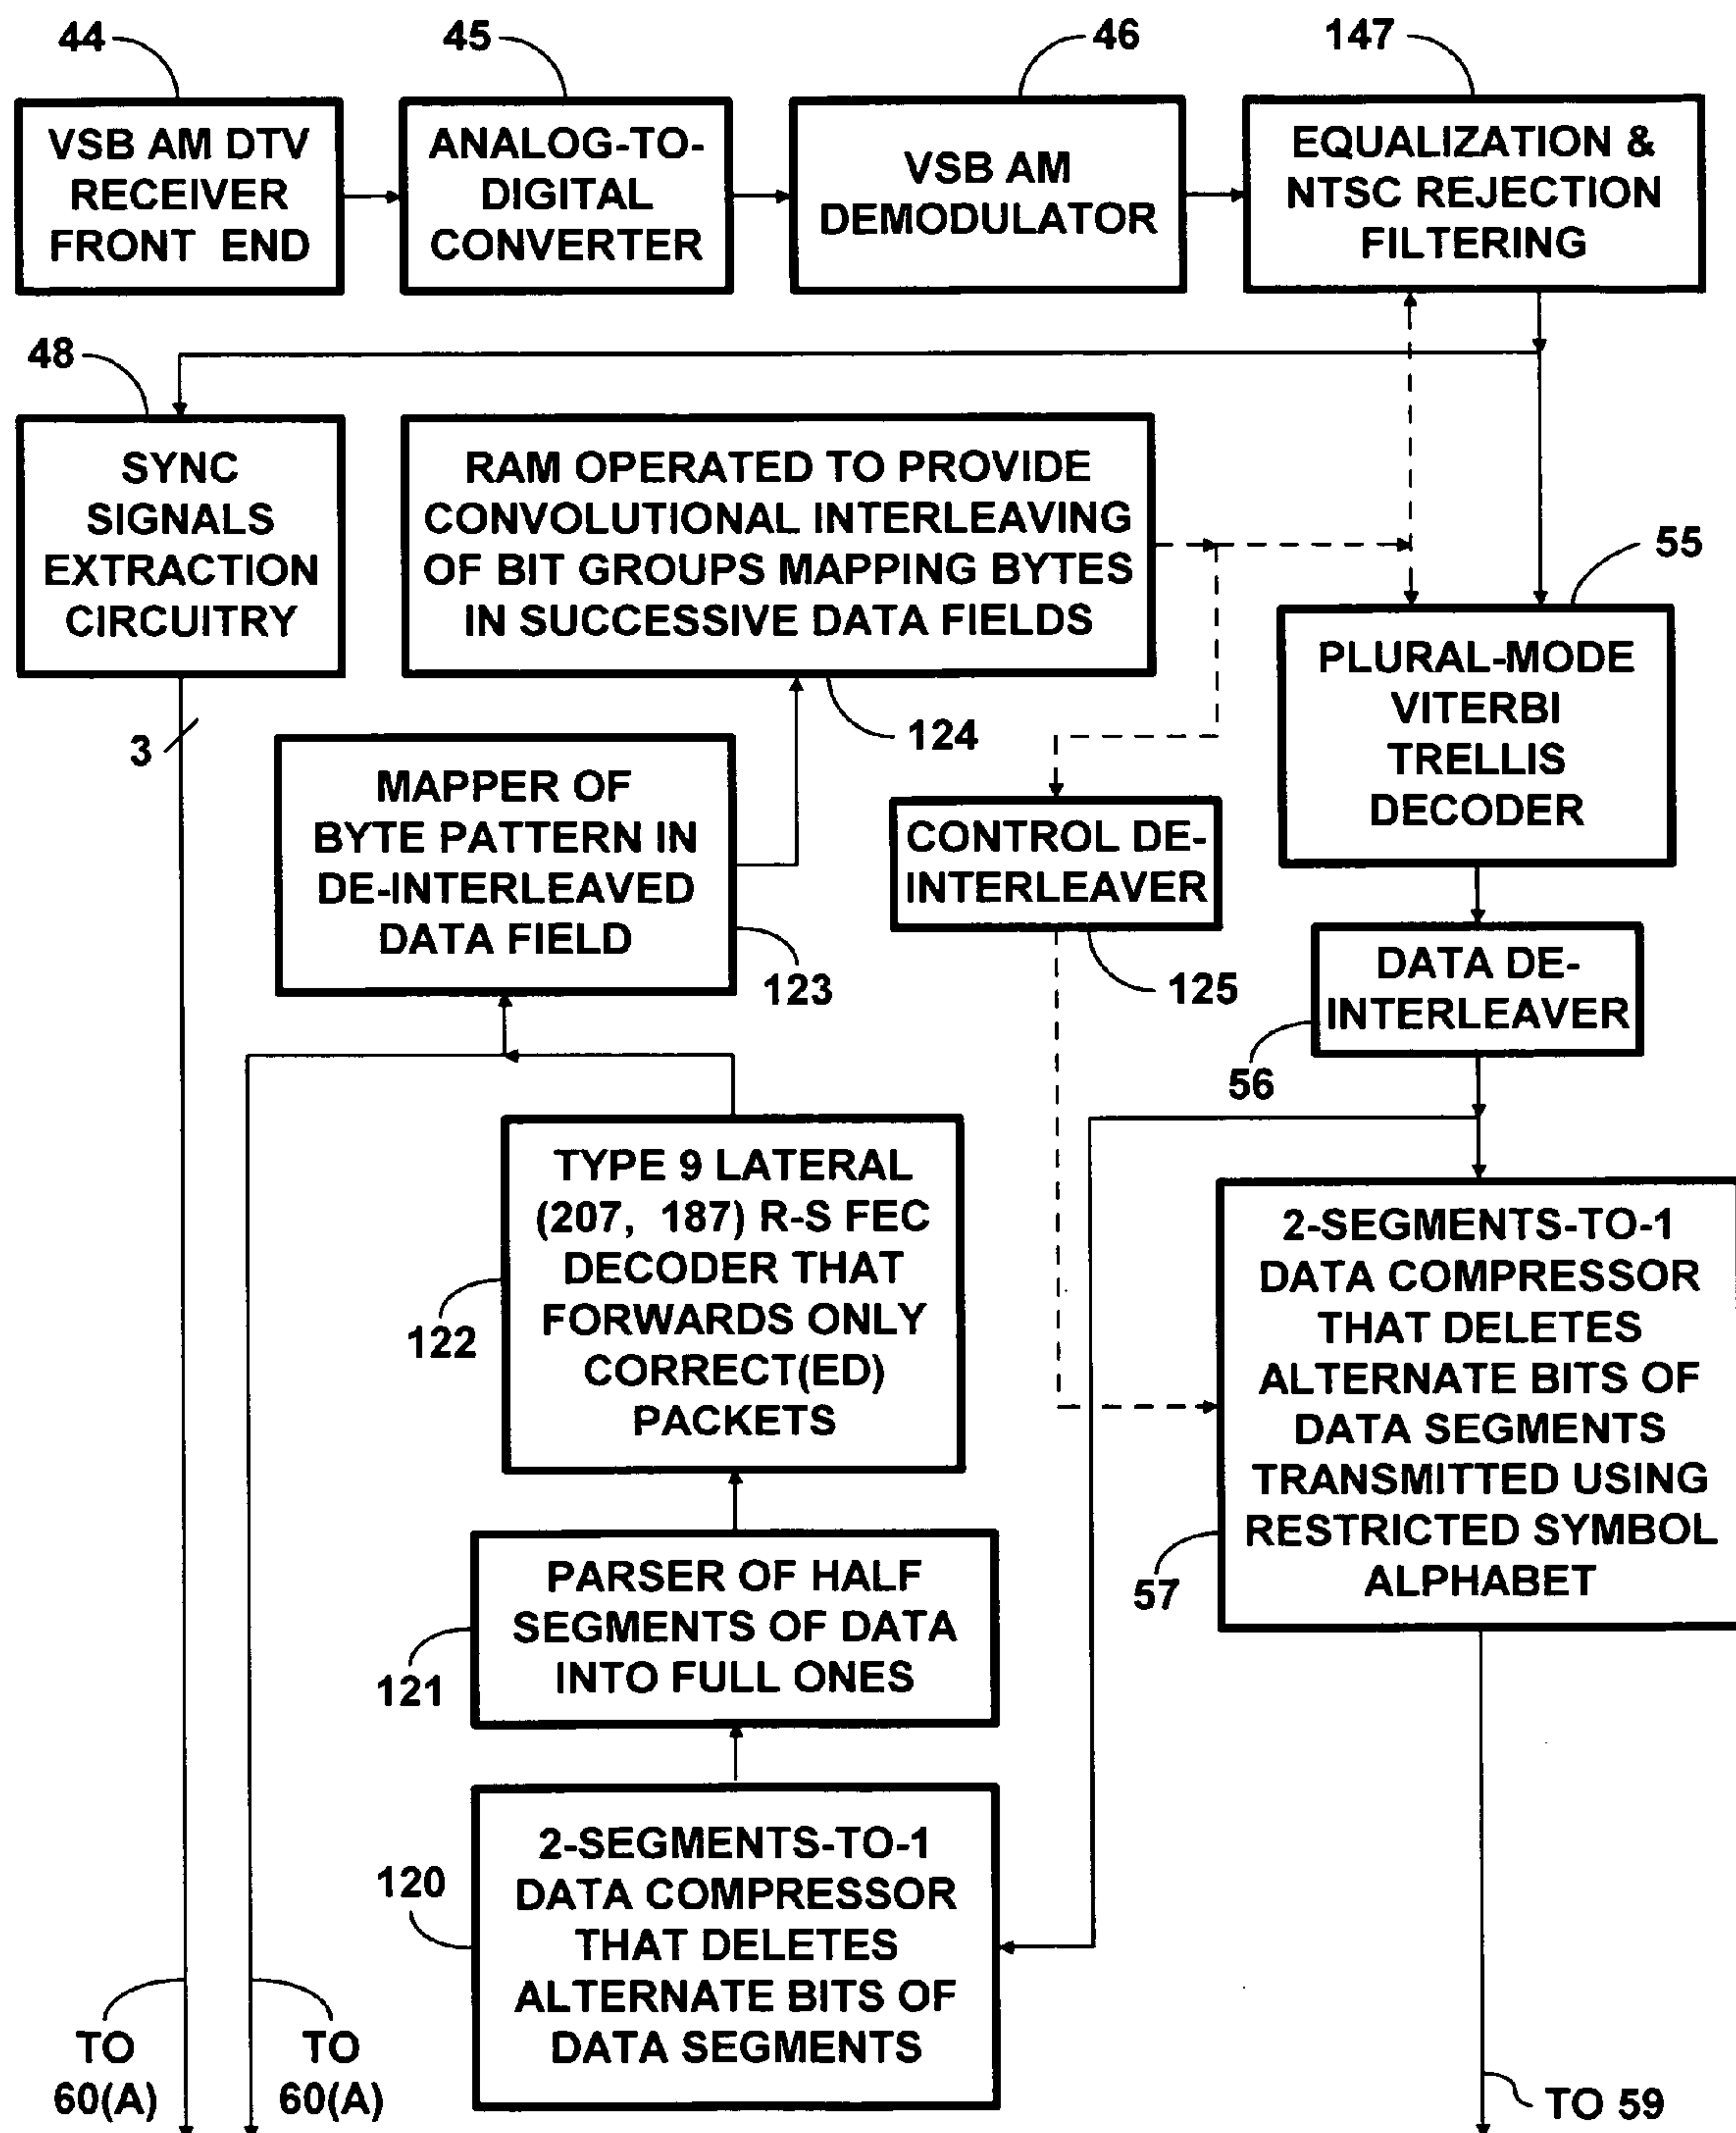 44
45
46
147
VSB AM DTV
RECEIVER
FRONT END
ANALOG-TO-
DIGITAL
CONVERTER
VSB AM
DEMODULATOR
EQUALIZATION &
NTSC REJECTION
FILTERING
48
SYNC
SIGNALS
EXTRACTION
CIRCUITRY
RAM OPERATED TO PROVIDE
CONVOLUTIONAL INTERLEAVING
OF BIT GROUPS MAPPING BYTES
IN SUCCESSIVE DATA FIELDS
55
PLURAL-MODE
VITERBI
TRELLIS
DECODER
3
124
MAPPER OF
BYTE PATTERN IN
DE-INTERLEAVED
DATA FIELD
123
CONTROL DE-
INTERLEAVER
125
DATA DE-
INTERLEAVER
56
TYPE 9 LATERAL
(207, 187) R-S FEC
DECODER THAT
FORWARDS ONLY
CORRECT(ED)
PACKETS
122
2-SEGMENTS-TO-1
DATA COMPRESSOR
THAT DELETES
ALTERNATE BITS OF
DATA SEGMENTS
TRANSMITTED USING
RESTRICTED SYMBOL
ALPHABET
57
PARSER OF HALF
SEGMENTS OF DATA
INTO FULL ONES
121
2-SEGMENTS-TO-1
DATA COMPRESSOR
THAT DELETES
ALTERNATE BITS OF
DATA SEGMENTS
120
TO
60(A)
TO
60(A)
TO 59